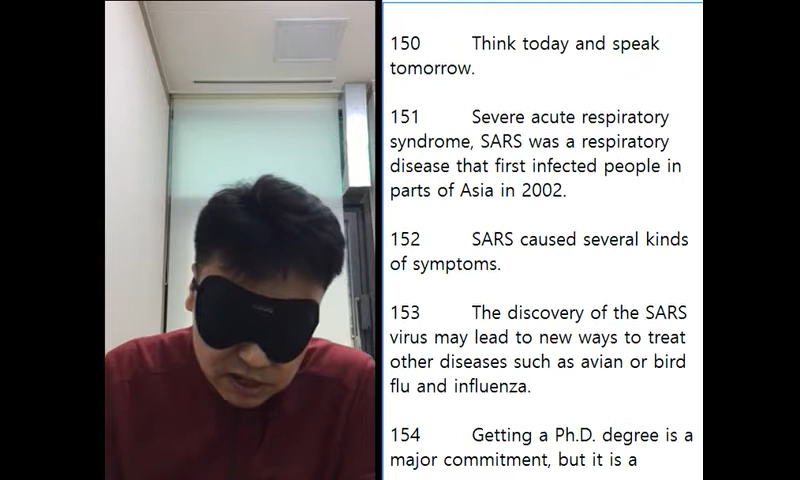 150 Think today and speak
tomorrow.
151 Severe acute respiratory
syndrome, SARS was a respiratory
disease that first infected people in
parts of Asia in 2002.
152 SARS caused several kinds
of symptoms.
153 The discovery of the SARS
virus may lead to new ways to treat
other diseases such as avian or bird
flu and influenza.
154 Getting a Ph.D. degree is a
major commitment, but it is a